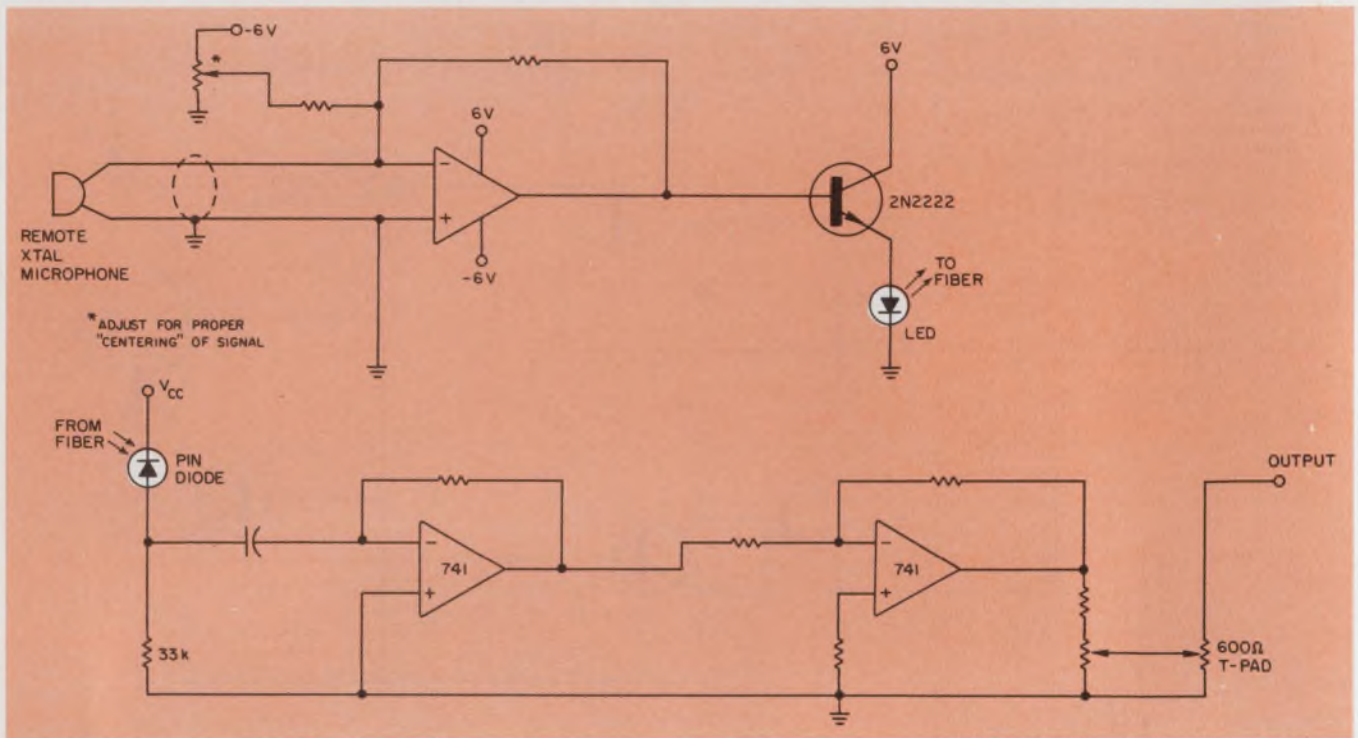 -6V
*
6V
6V
-
+
-6V
2N2222
REMOTE
XTAL
MICROPHONE
TO
FIBER
LED
*ADJUST FOR PROPER
"CENTERING" OF SIGNAL
VCC
FROM
FIBER
PIN
DIODE
OUTPUT
-
741
+
-
741
+
33k
600Ω
T-PAD